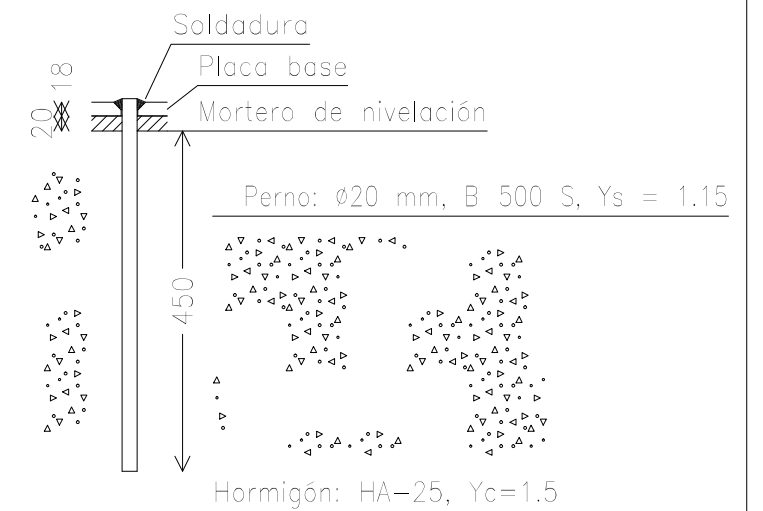 Soldadura
Placa base
Mortero de nivelación
18
20
Perno: ø20 mm, B 500 S, Ys = 1.15
450
Hormigón: HA-25, Yc=1.5